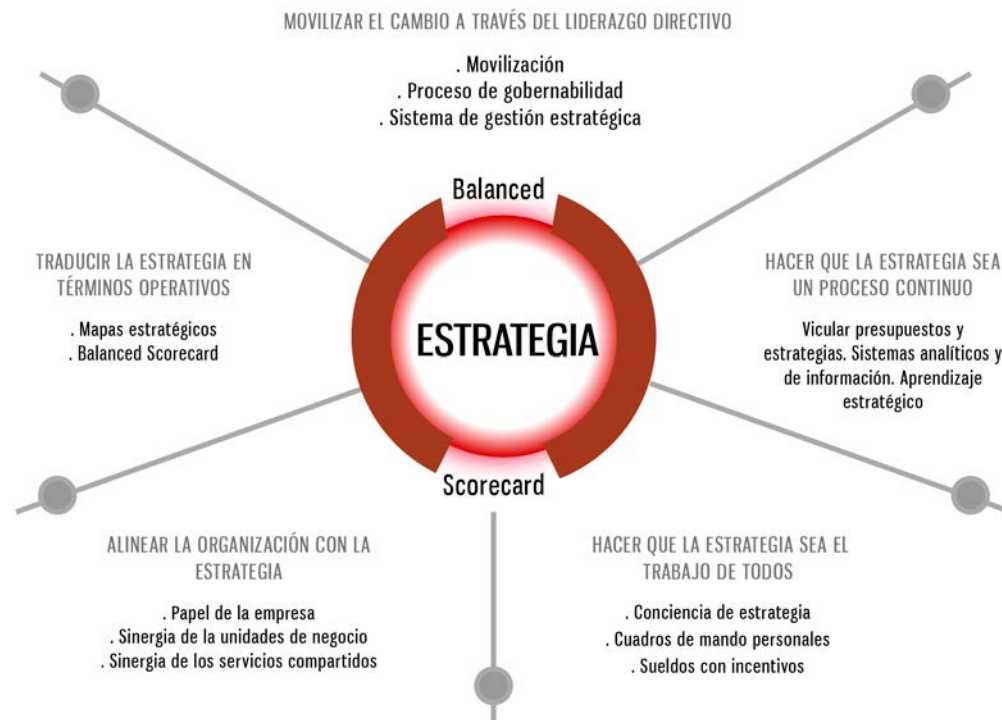 MOVILIZAR EL CAMBIO A TRAVÉS DEL LIDERAZGO DIRECTIVO
. Movilización
. Proceso de gobernabilidad
. Sistema de gestión estratégica
Balanced
ESTRATEGIA
Scorecard
TRADUCIR LA ESTRATEGIA EN
TÉRMINOS OPERATIVOS
. Mapas estratégicos
. Balanced Scorecard
HACER QUE LA ESTRATEGIA SEA
UN PROCESO CONTINUO
Vicular presupuestos y
estrategias. Sistemas analíticos y
de información. Aprendizaje
estratégico
ALINEAR LA ORGANIZACIÓN CON LA
ESTRATEGIA
. Papel de la empresa
. Sinergia de la unidades de negocio
. Sinergia de los servicios compartidos
HACER QUE LA ESTRATEGIA SEA EL
TRABAJO DE TODOS
. Conciencia de estrategia
. Cuadros de mando personales
. Sueldos con incentivos